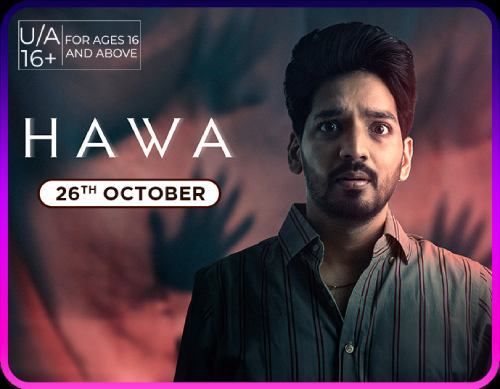 U/A
16+
FOR AGES 16
AND ABOVE
HAWA
26TH OCTOBER